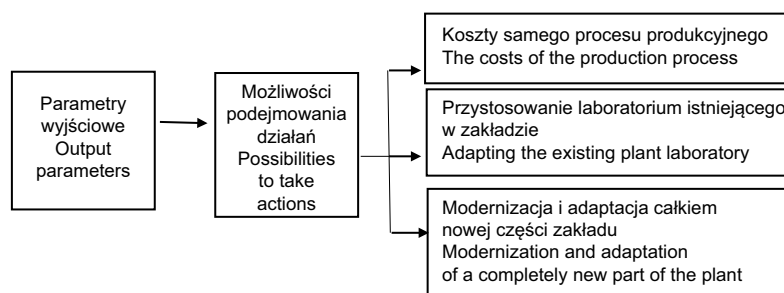 Parametry
wyjściowe
Output
parameters
Możliwości
podejmowania
działań
Possibilities
to take
actions
Koszty samego procesu produkcyjnego
The costs of the production process
Przystosowanie laboratorium istniejącego
w zakładzie
Adapting the existing plant laboratory
Modernizacja i adaptacja całkiem
nowej części zakładu
Modernization and adaptation
of a completely new part of the plant